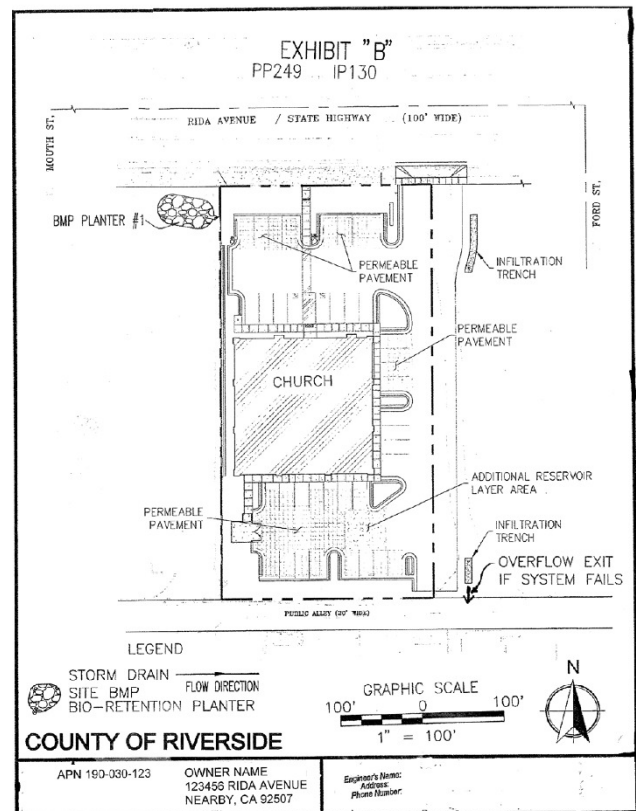 EXHIBIT "B"
PP249 IP130
RIDA AVENUE / STATE HIGHWAY (100' WIDE)
MOUTH ST.
FORD ST.
BMP PLANTER #1
INFILTRATION
TRENCH
PERMEABLE
PAVEMENT
PERMEABLE
PAVEMENT
CHURCH
ADDITIONAL RESERVOIR
LAYER AREA
PERMEABLE
PAVEMENT
INFILTRATION
TRENCH
OVERFLOW EXIT
IF SYSTEM FAILS
PUBLIC ALLEY (20' WIDE)
LEGEND
STORM DRAIN
FLOW DIRECTION
SITE BMP
BIO-RETENTION PLANTER
GRAPHIC SCALE
100' 0 100'
1" = 100'
N
COUNTY OF RIVERSIDE
APN 190-030-123
OWNER NAME
123456 RIDA AVENUE
NEARBY, CA 92507
Engineer's Name:
Address:
Phone Number: